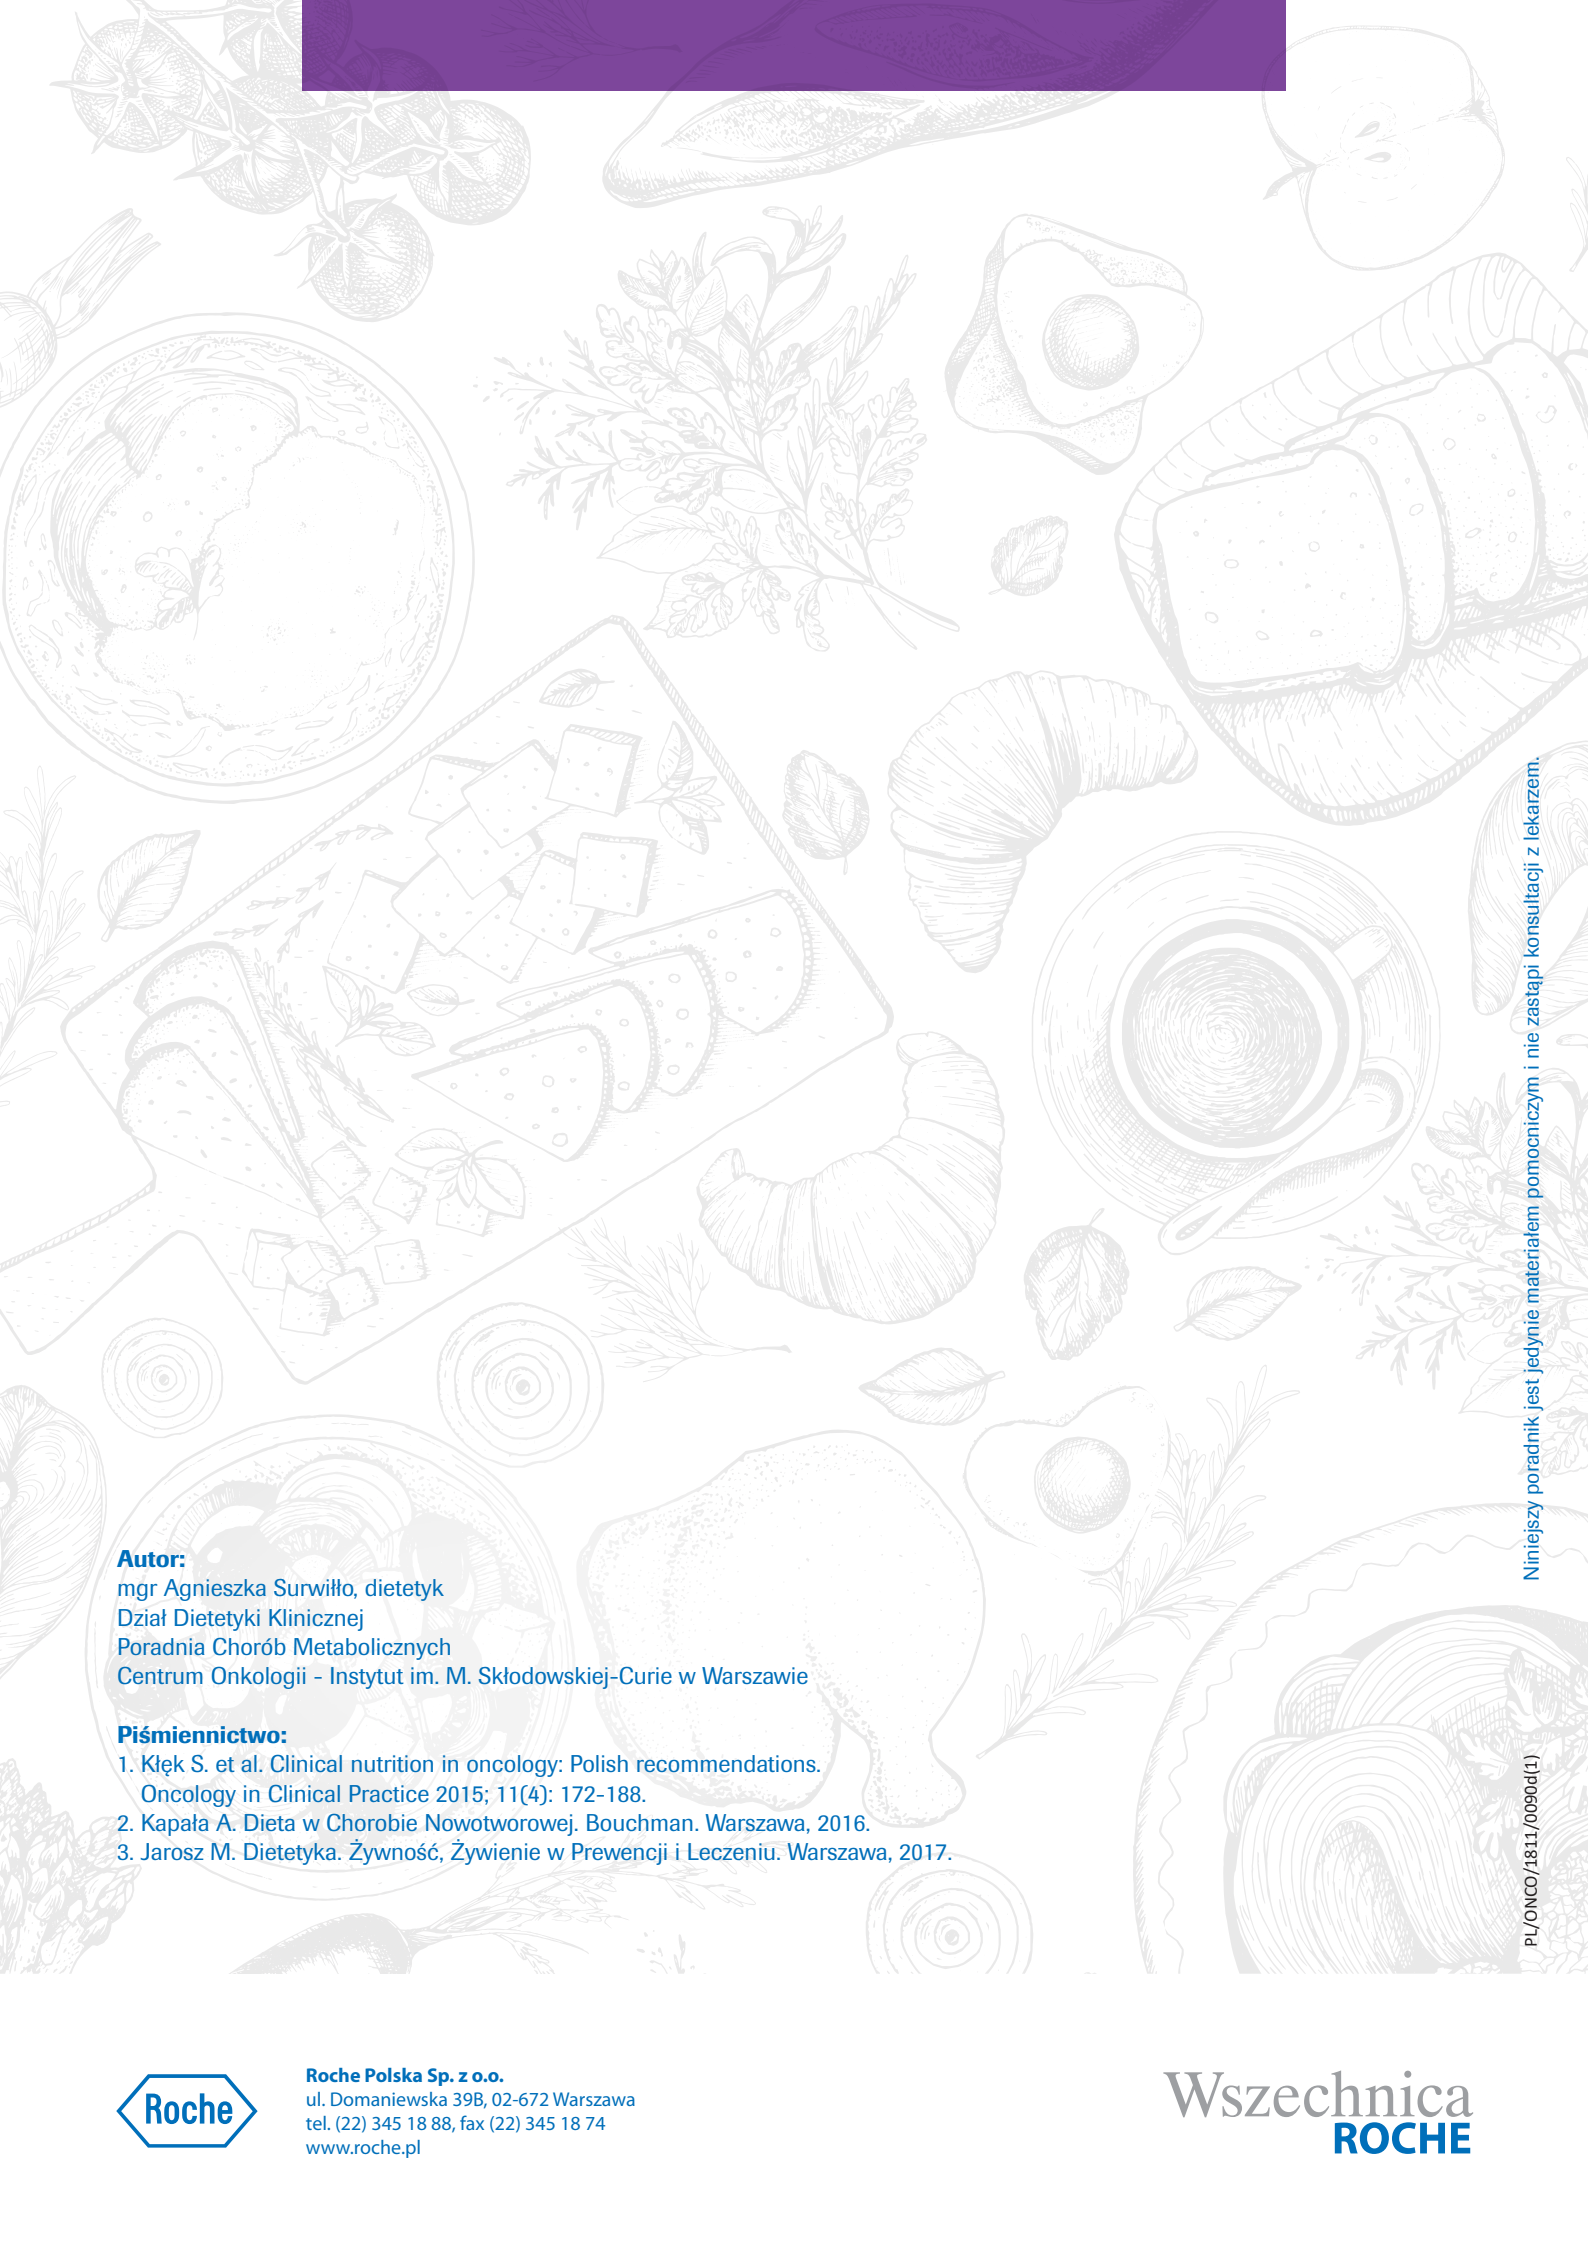 Niniejszy poradnik jest jedynie materiałem pomocniczym i nie zastąpi konsultacji z lekarzem.
Autor:
mgr Agnieszka Surwiłło, dietetyk
Dział Dietetyki Klinicznej
Poradnia Chorób Metabolicznych
Centrum Onkologii - Instytut im. M. Skłodowskiej-Curie w Warszawie
Piśmiennictwo:
1. Kłęk S. et al. Clinical nutrition in oncology: Polish recommendations.
Oncology in Clinical Practice 2015; 11(4): 172-188.
2. Kapała A. Dieta w Chorobie Nowotworowej. Bouchman. Warszawa, 2016.
3. Jarosz M. Dietetyka. Żywność, Żywienie w Prewencji i Leczeniu. Warszawa, 2017.
PL/ONCO/1811/0090d(1)
Roche
Roche Polska Sp. z o.o.
ul. Domaniewska 39B, 02-672 Warszawa
tel. (22) 345 18 88, fax (22) 345 18 74
www.roche.pl
Wszechnica
ROCHE